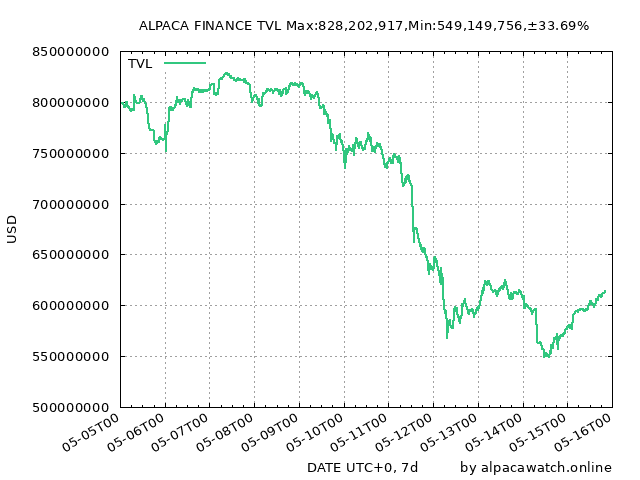 ALPACA FINANCE TVL Max:828,202,917,Min:549,149,756,±33.69%
850000000
TVL
800000000
750000000
700000000
USD
650000000
600000000
550000000
500000000
05-05T00 05-06T00 05-07T00 05-08T00 05-09T00 05-10T00 05-11T00 05-12T00 05-13T00 05-14T00 05-15T00 05-16T00
DATE UTC+0, 7d by alpacawatch.online